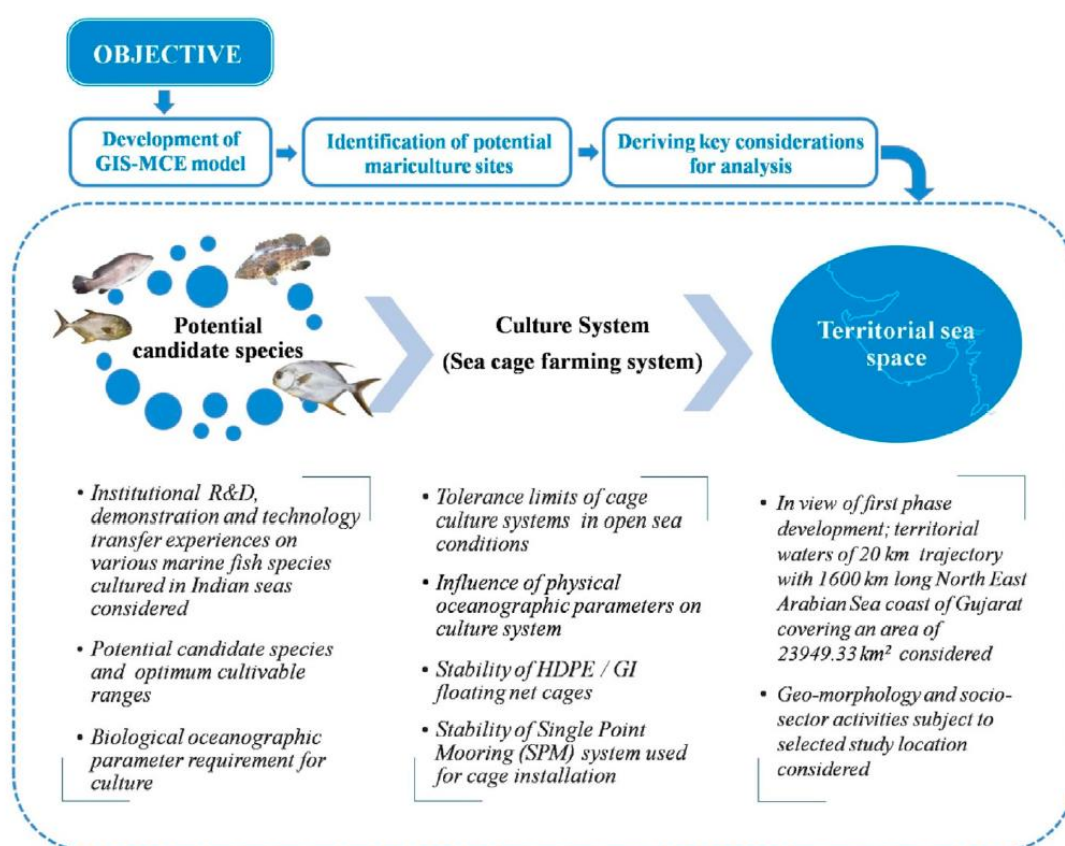 OBJECTIVE
Development of
GIS-MCE model
Identification of potential
mariculture sites
Deriving key considerations
for analysis
Potential
candidate species
Culture System
(Sea cage farming system)
Territorial sea
space
• Institutional R&D,
demonstration and technology
transfer experiences on
various marine fish species
cultured in Indian seas
considered
• Potential candidate species
and optimum cultivable
ranges
• Biological oceanographic
parameter requirement for
culture
• Tolerance limits of cage
culture systems in open sea
conditions
• Influence of physical
oceanographic parameters on
culture system
• Stability of HDPE / GI
floating net cages
• Stability of Single Point
Mooring (SPM) system used
for cage installation
• In view of first phase
development; territorial
waters of 20 km trajectory
with 1600 km long North East
Arabian Sea coast of Gujarat
covering an area of
23949.33 km² considered
• Geo-morphology and socio-
sector activities subject to
selected study location
considered